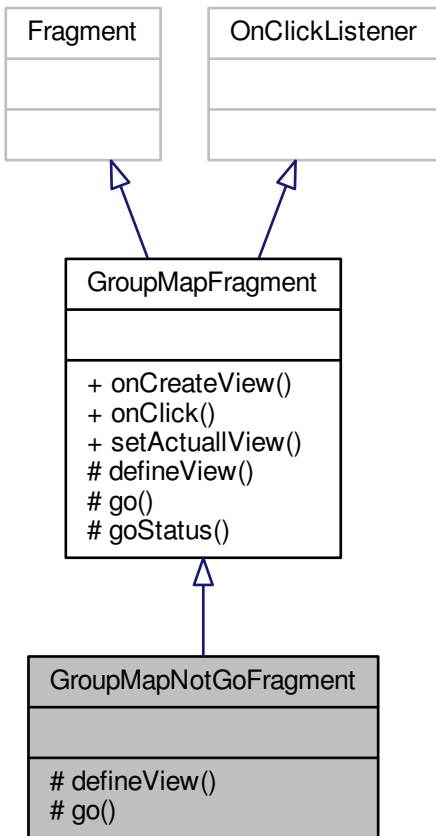 Fragment
OnClickListener
GroupMapFragment
+ onCreateView()
+ onClick()
+ setActuallView()
# defineView()
# go()
# goStatus()
GroupMapNotGoFragment
# defineView()
# go()